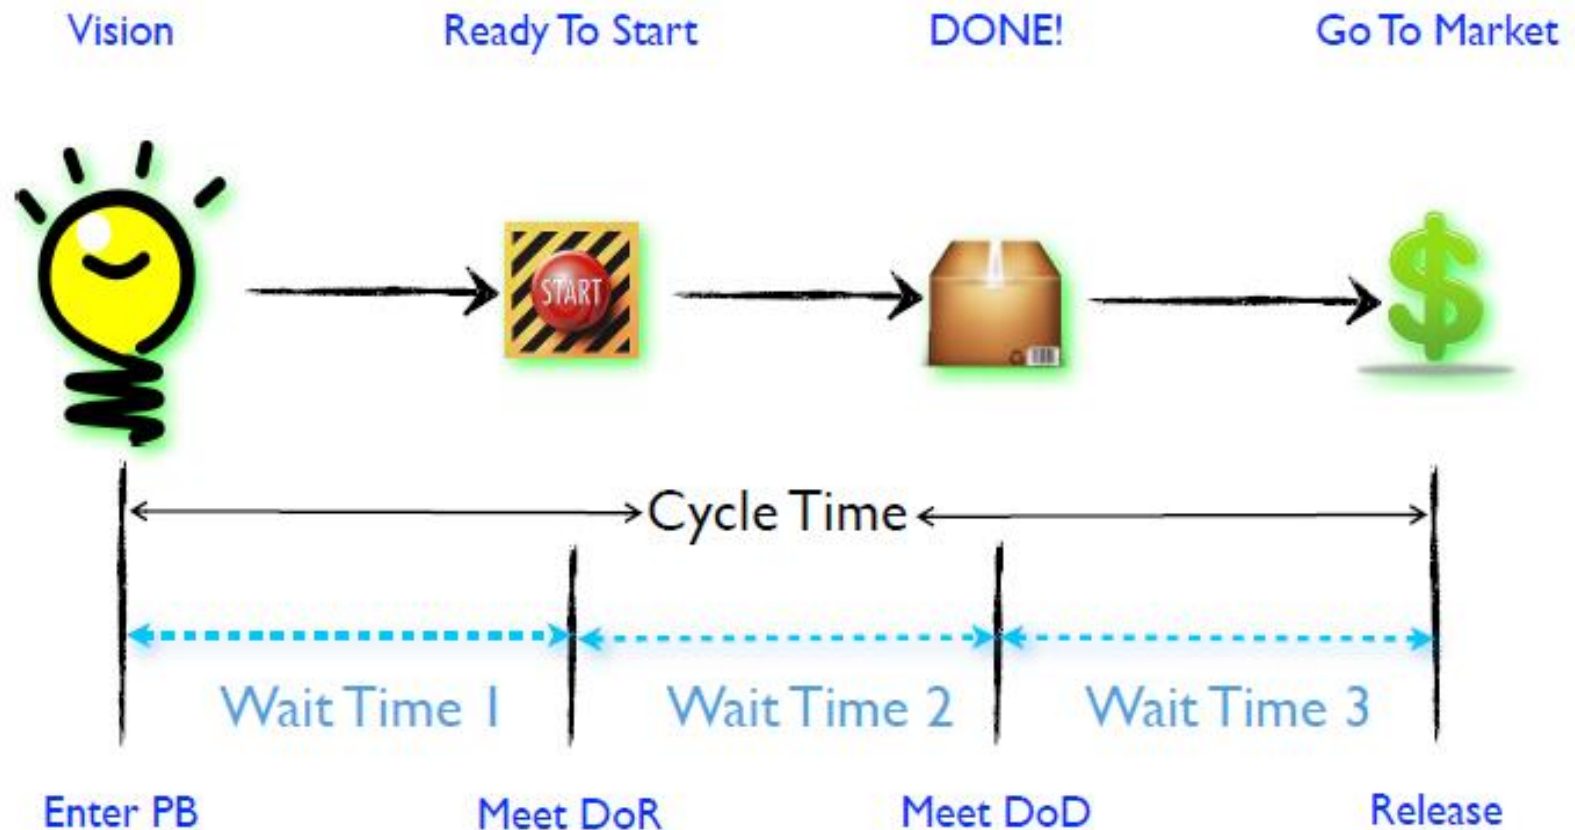 Vision
Ready To Start
DONE!
Go To Market
START
Cycle Time
Wait Time 1
Wait Time 2
Wait Time 3
Enter PB
Meet DoR
Meet DoD
Release